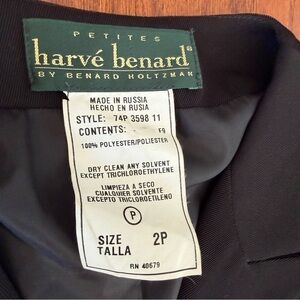 PETITES
harvé benard®
BY BENARD HOLTZMAN
MADE IN RUSSIA
HECHO EN RUSIA
STYLE: 74P 3598 11
CONTENTS: F9
100% POLYESTER/POLIESTER
DRY CLEAN ANY SOLVENT
EXCEPT TRICHLOROETHYLENE
LIMPIEZA A SECO
CUALQUIER SOLVENTE
EXCEPTO TRICLOROETILENO
P
SIZE 2P
TALLA
RN 40679